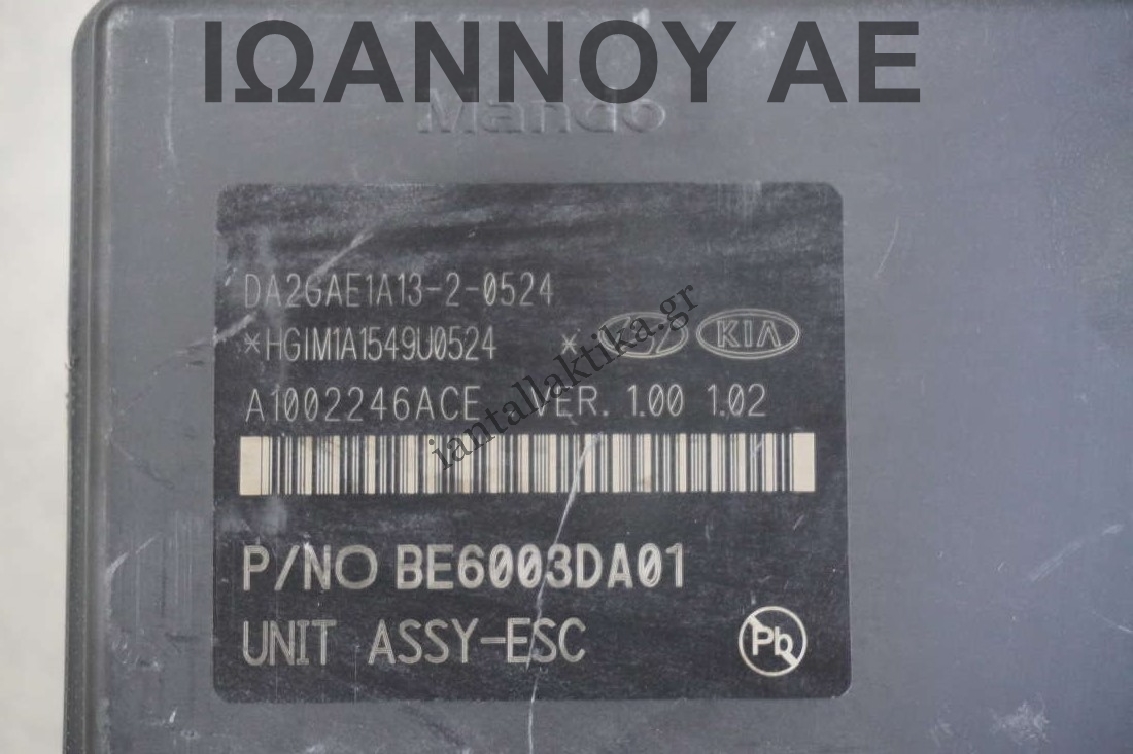 ΙΩΑΝΝΟΥ ΑΕ
Mando
DA2GAE1A13-2-0524
*HGIM1A1549U0524 * KIA
A1002246ACE VER. 1.00 1.02
iantallaktika.gr
P/NO BE6003DA01
UNIT ASSY-ESC
Pb